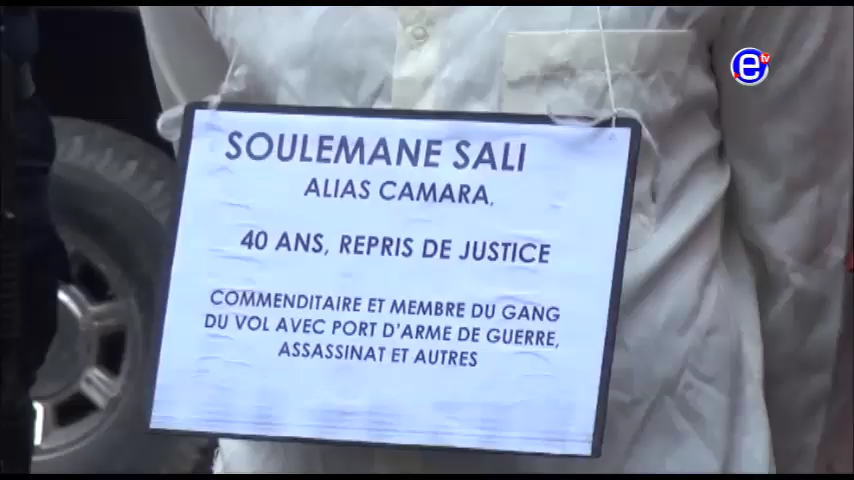 etv
SOULEMANE SALI
ALIAS CAMARA,
40 ANS, REPRIS DE JUSTICE
COMMENDITAIRE ET MEMBRE DU GANG
DU VOL AVEC PORT D'ARME DE GUERRE,
ASSASSINAT ET AUTRES